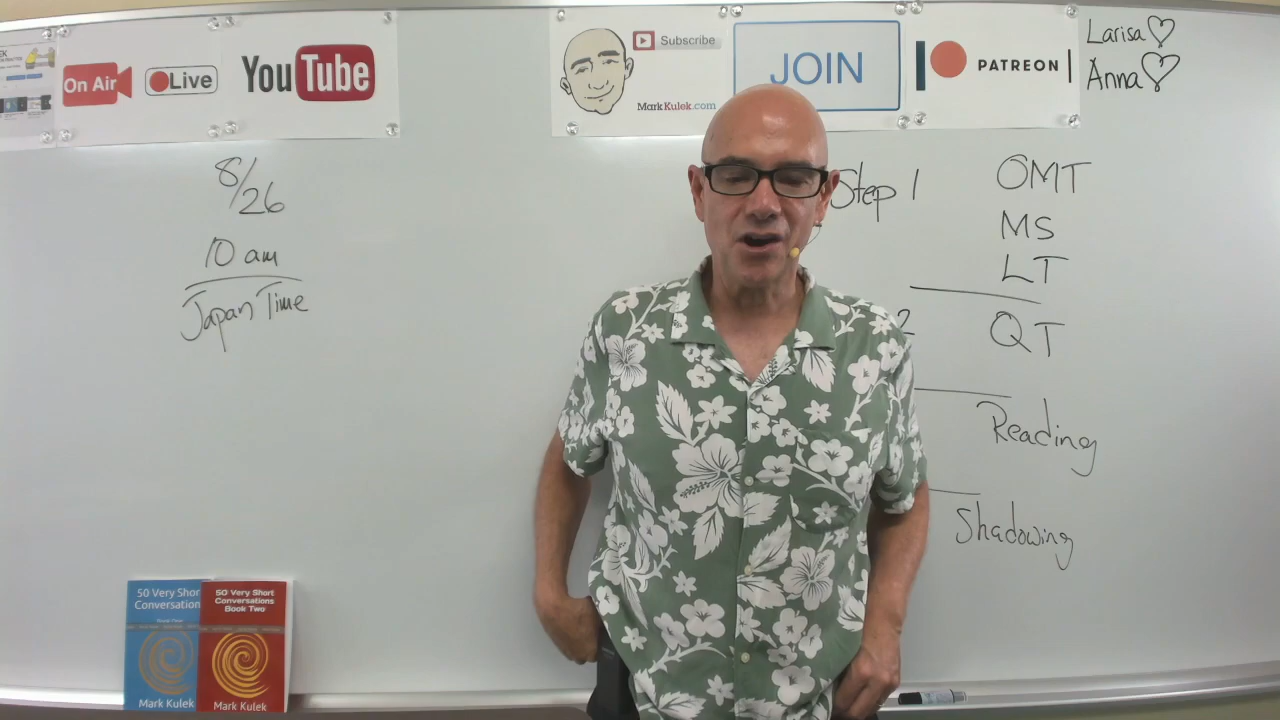 On Air
Live
YouTube
Subscribe
MarkKulek.com
JOIN
PATREON
Larisa♡
Anna♡
8/26
10 am
Japan Time
Step 1
OMT
MS
LT
2
QT
Reading
Shadowing
50 Very Shor
Conversation
Mark Kulek
50 Very Short
Conversations
Book Two
Mark Kulek